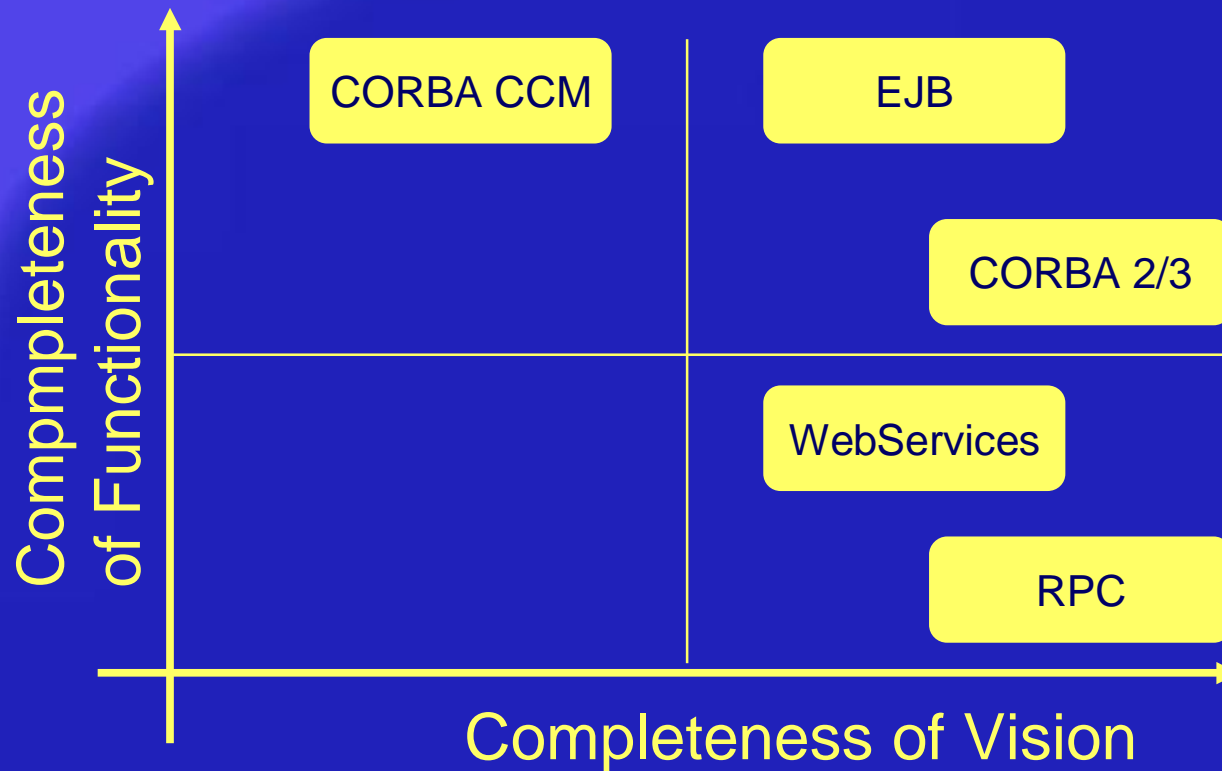 Compmpleteness
of Functionality
CORBA CCM
EJB
CORBA 2/3
WebServices
RPC
Completeness of Vision